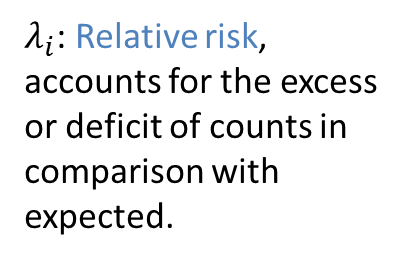 λᵢ: Relative risk,
accounts for the excess
or deficit of counts in
comparison with
expected.